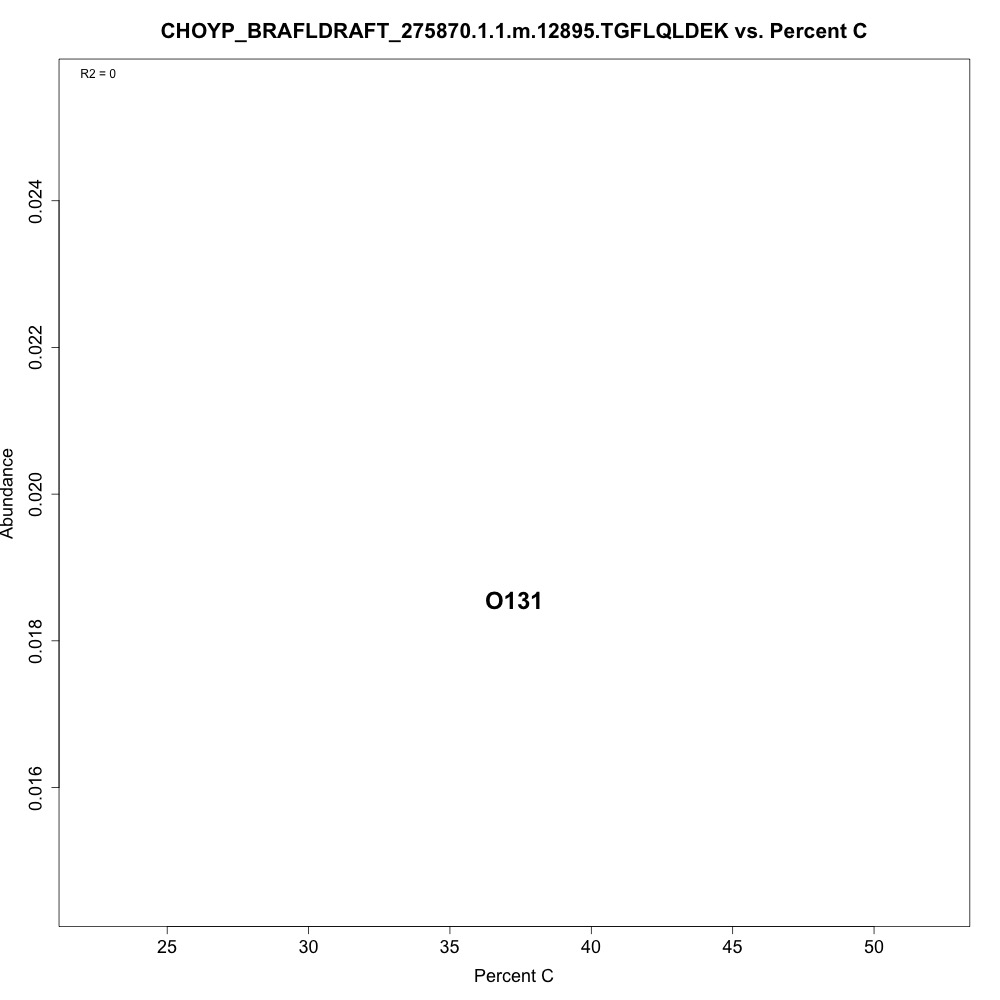 CHOYP_BRAFLDRAFT_275870.1.1.m.12895.TGFLQLDEK vs. Percent C
R2 = 0
0.024
0.022
0.020
0.018
0.016
Abundance
O131
25 30 35 40 45 50
Percent C